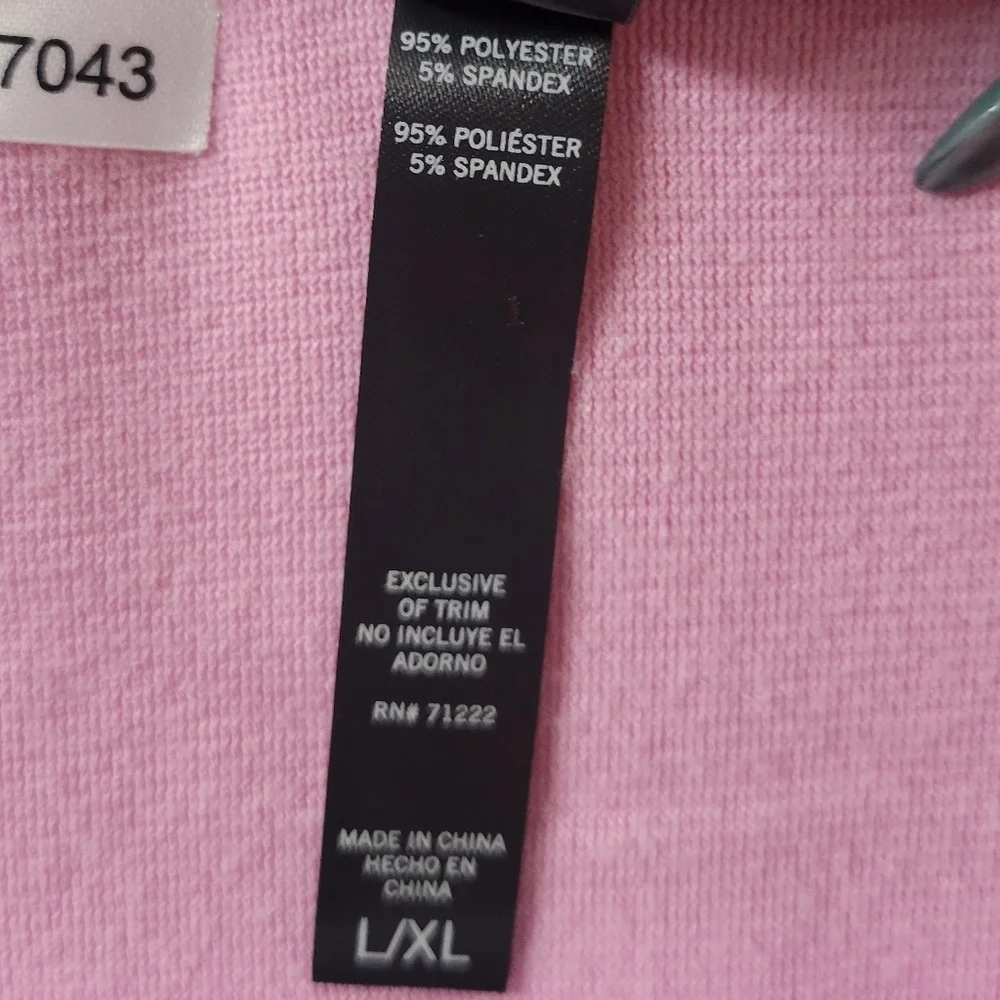 7043
95% POLYESTER
5% SPANDEX
95% POLIÉSTER
5% SPANDEX
EXCLUSIVE
OF TRIM
NO INCLUYE EL
ADORNO
RN# 71222
MADE IN CHINA
HECHO EN
CHINA
L/XL